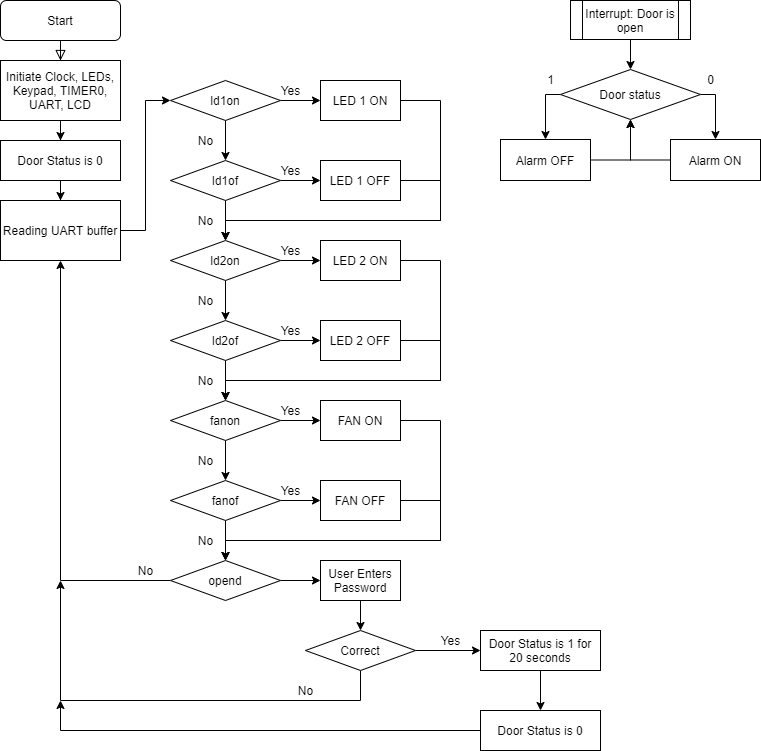 Start
Initiate Clock, LEDs,
Keypad, TIMER0,
UART, LCD
Door Status is 0
Reading UART buffer
ld1on
Yes
LED 1 ON
No
ld1of
Yes
LED 1 OFF
No
ld2on
Yes
LED 2 ON
No
ld2of
Yes
LED 2 OFF
No
fanon
Yes
FAN ON
No
fanof
Yes
FAN OFF
No
opend
No
User Enters
Password
Correct
Yes
Door Status is 1 for
20 seconds
No
Door Status is 0
Interrupt: Door is
open
Door status
1
0
Alarm OFF
Alarm ON